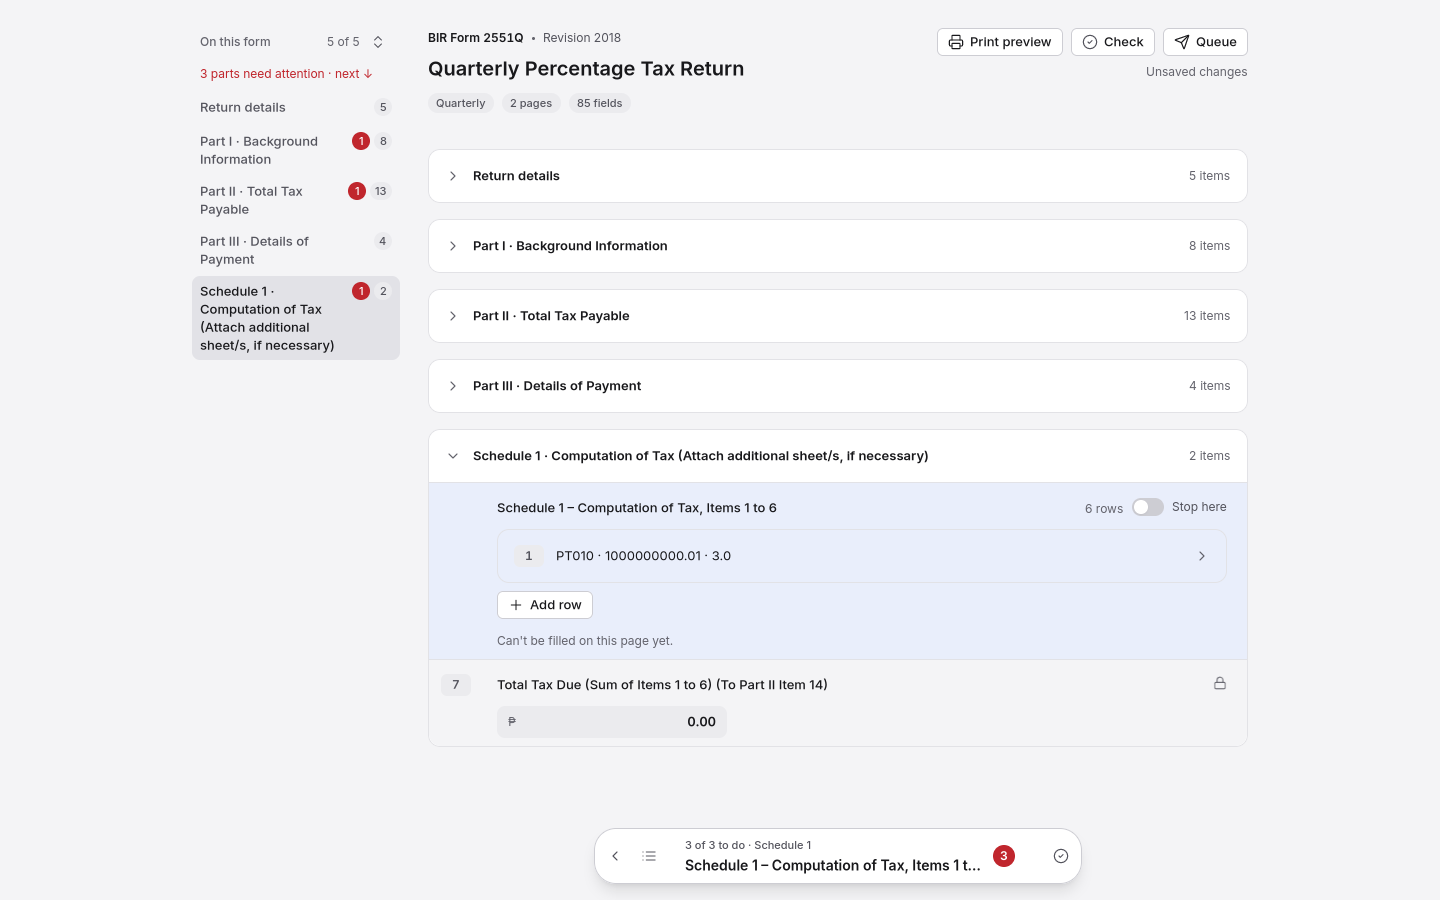 On this form
5 of 5
3 parts need attention · next ↓
Return details
5
Part I · Background
Information
1
8
Part II · Total Tax
Payable
1
13
Part III · Details of
Payment
4
Schedule 1 ·
Computation of Tax
(Attach additional
sheet/s, if necessary)
1
2
BIR Form 2551Q • Revision 2018
Quarterly Percentage Tax Return
Quarterly
2 pages
85 fields
Print preview
Check
Queue
Unsaved changes
Return details
5 items
Part I · Background Information
8 items
Part II · Total Tax Payable
13 items
Part III · Details of Payment
4 items
Schedule 1 · Computation of Tax (Attach additional sheet/s, if necessary)
2 items
Schedule 1 – Computation of Tax, Items 1 to 6
6 rows
Stop here
1
PT010 · 1000000000.01 · 3.0
Add row
Can't be filled on this page yet.
7
Total Tax Due (Sum of Items 1 to 6) (To Part II Item 14)
₱
0.00
3 of 3 to do · Schedule 1
Schedule 1 – Computation of Tax, Items 1 t…
3